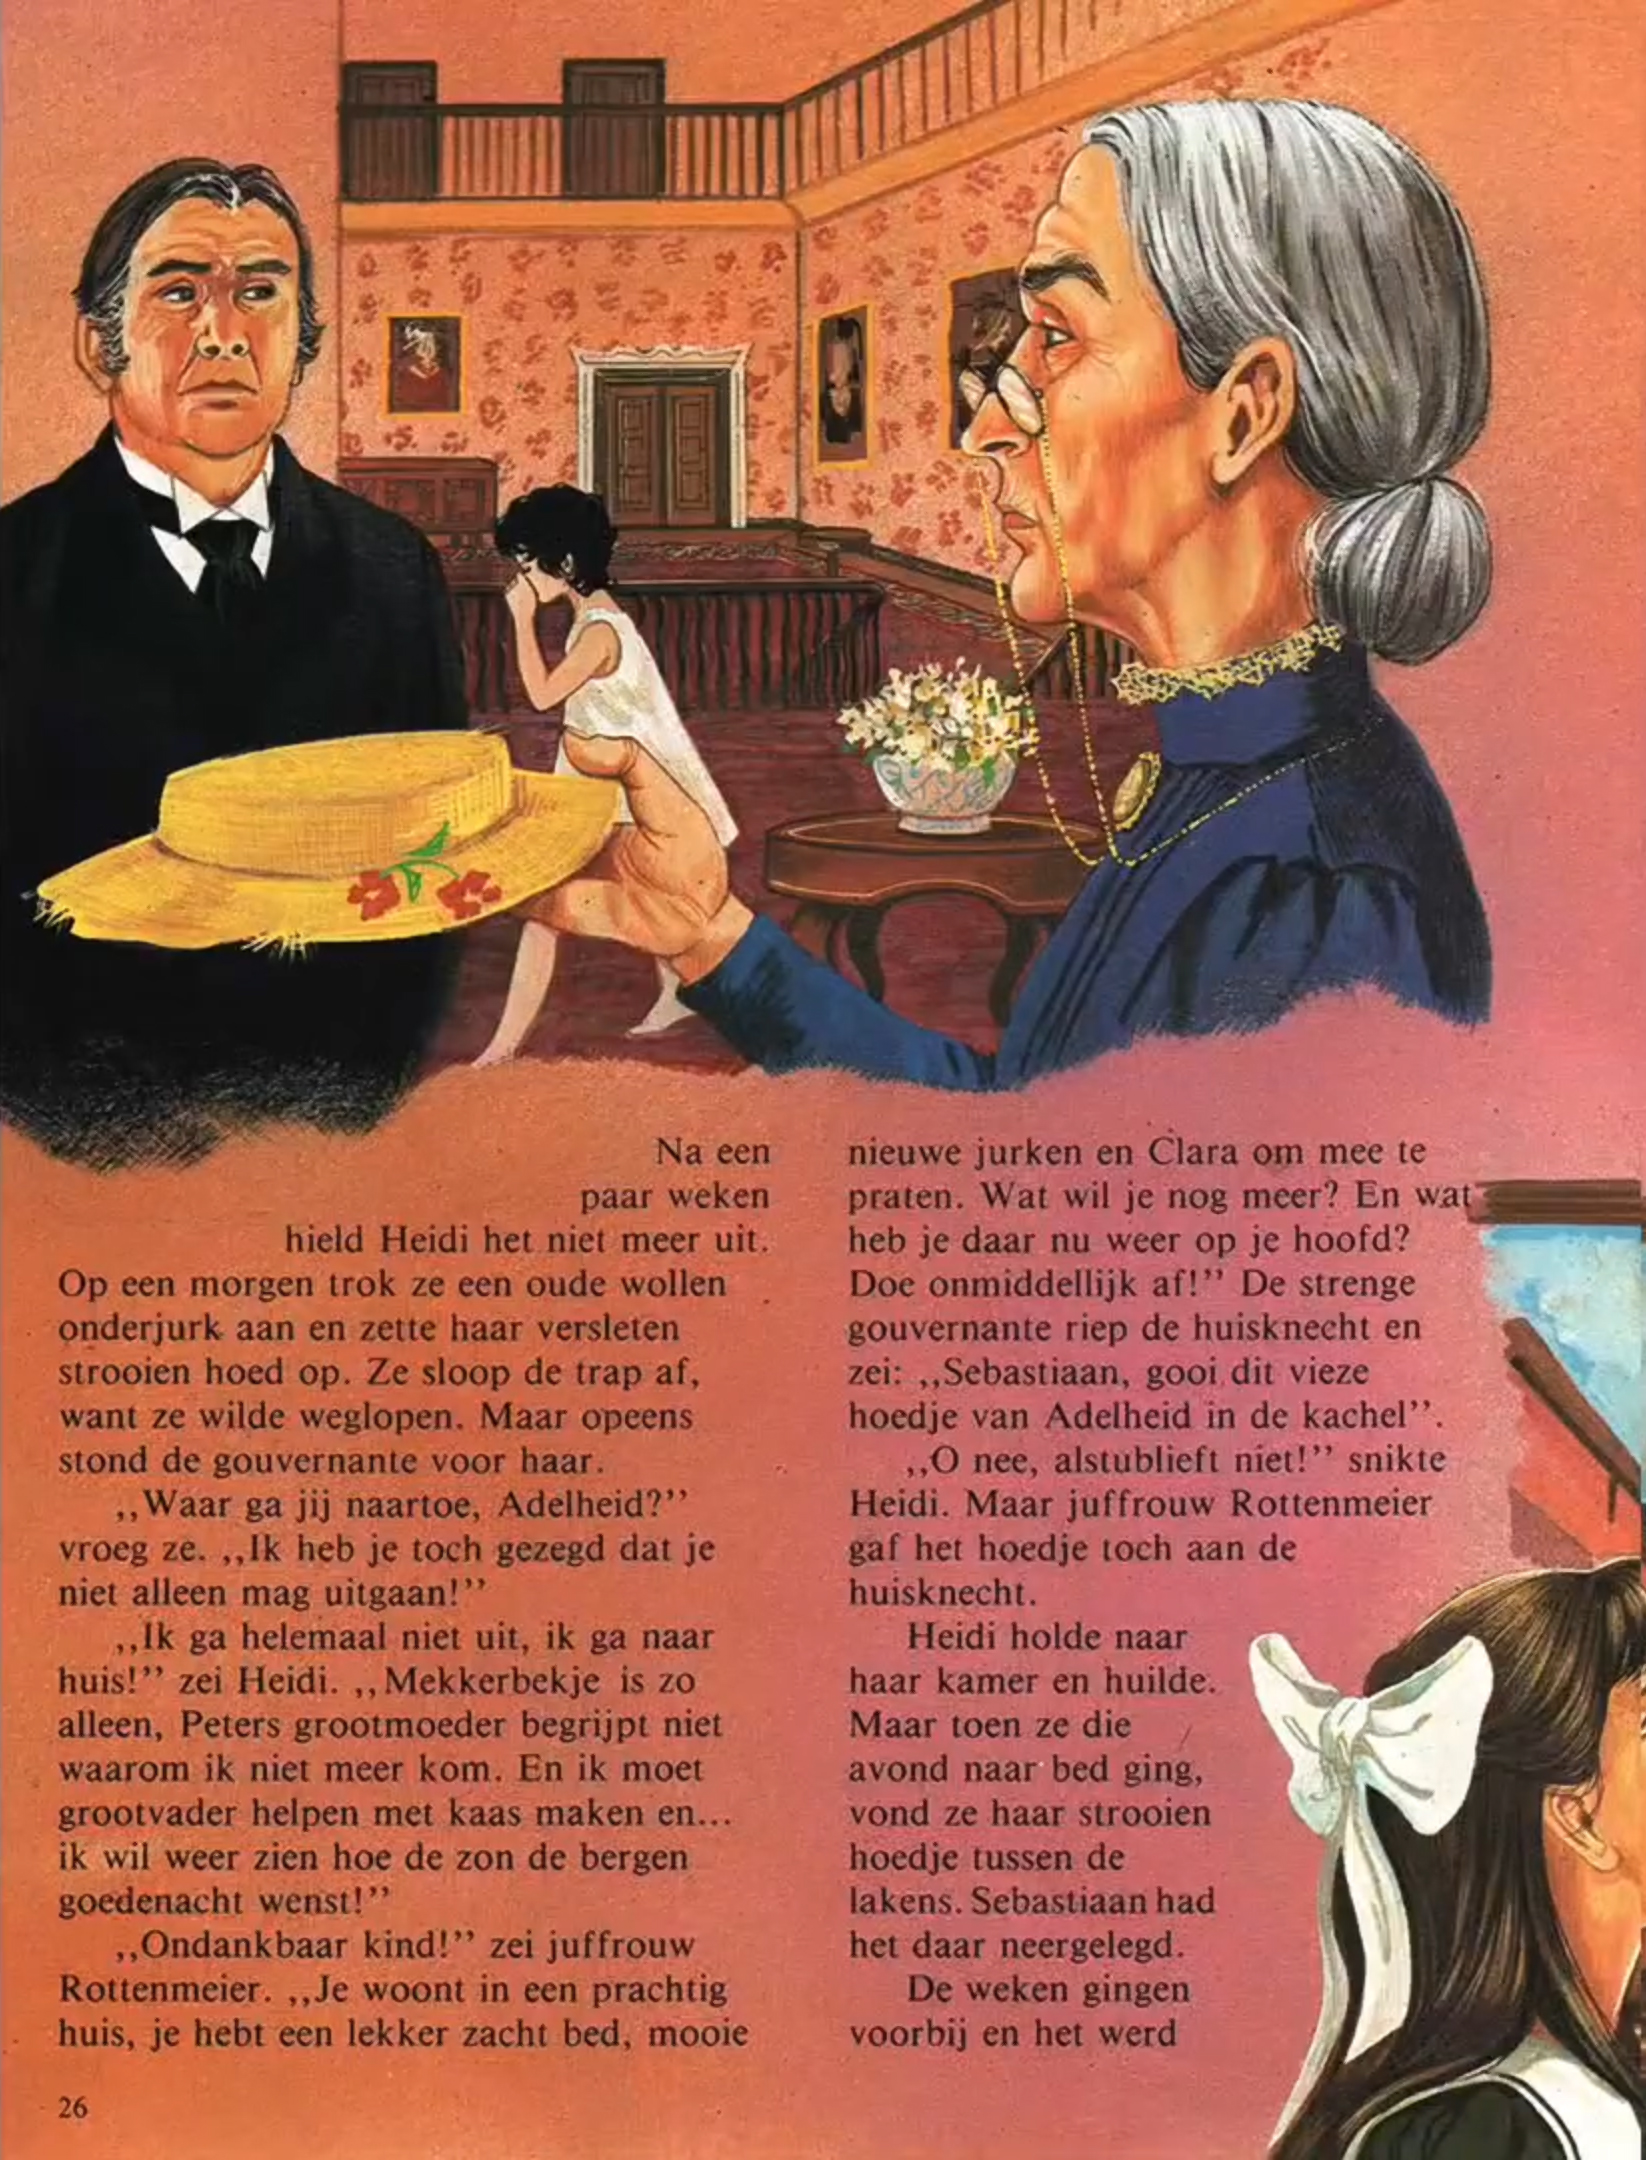 Na een
paar weken
hield Heidi het niet meer uit.
Op een morgen trok ze een oude wollen
onderjurk aan en zette haar versleten
strooien hoed op. Ze sloop de trap af,
want ze wilde weglopen. Maar opeens
stond de gouvernante voor haar.
,,Waar ga jij naartoe, Adelheid?’’
vroeg ze. ,,Ik heb je toch gezegd dat je
niet alleen mag uitgaan!’’
,,Ik ga helemaal niet uit, ik ga naar
huis!’’ zei Heidi. ,,Mekkerbekje is zo
alleen, Peters grootmoeder begrijpt niet
waarom ik niet meer kom. En ik moet
grootvader helpen met kaas maken en...
ik wil weer zien hoe de zon de bergen
goedenacht wenst!’’
,,Ondankbaar kind!’’ zei juffrouw
Rottenmeier. ,,Je woont in een prachtig
huis, je hebt een lekker zacht bed, mooie
nieuwe jurken en Clara om mee te
praten. Wat wil je nog meer? En wat
heb je daar nu weer op je hoofd?
Doe onmiddellijk af!’’ De strenge
gouvernante riep de huisknecht en
zei: ,,Sebastiaan, gooi dit vieze
hoedje van Adelheid in de kachel’’.
,,O nee, alstublieft niet!’’ snikte
Heidi. Maar juffrouw Rottenmeier
gaf het hoedje toch aan de
huisknecht.
Heidi holde naar
haar kamer en huilde.
Maar toen ze die
avond naar bed ging,
vond ze haar strooien
hoedje tussen de
lakens. Sebastiaan had
het daar neergelegd.
De weken gingen
voorbij en het werd
26